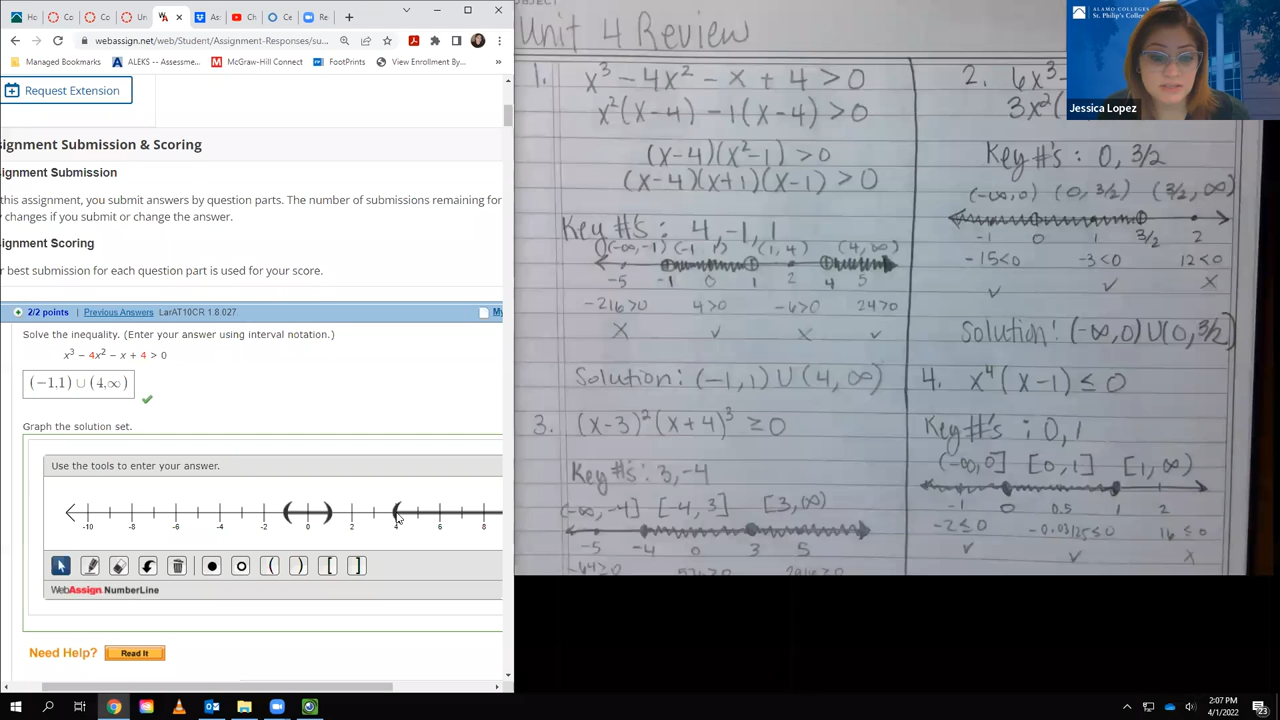 Ho
Co
Co
Un
As
Ch
Ce
Re
webassign.net/web/Student/Assignment-Responses/su...
Managed Bookmarks
ALEKS -- Assessme...
McGraw-Hill Connect
FootPrints
View Enrollment By...
Request Extension
ignment Submission & Scoring
ignment Submission
this assignment, you submit answers by question parts. The number of submissions remaining for
y changes if you submit or change the answer.
ignment Scoring
r best submission for each question part is used for your score.
2/2 points
Previous Answers
LarAT10CR 1.8.027
My
Solve the inequality. (Enter your answer using interval notation.)
x³ − 4x² − x + 4 > 0
(−1,1) ∪ (4,∞)
Graph the solution set.
Use the tools to enter your answer.
-10 -8 -6 -4 -2 0 2 4 6 8
( ) [ ]
WebAssign. NumberLine
Need Help?
Read It
Unit 4 Review
1. x³ − 4x² − x + 4 > 0
x²(x−4) −1(x−4) >0
(x−4)(x²−1) >0
(x−4)(x+1)(x−1) > 0
Key #'s : 4, −1, 1
(−∞,−1) (−1, 1) (1, 4) (4,∞)
-5 -1 0 1 2 4 5
−216>0 4>0 −6>0 24>0
X ✓ X ✓
Solution: (−1,1) U (4, ∞)
3. (x−3)² (x+4)³ ≥0
Key #'s: 3, −4
(−∞, −4] [−4, 3] [3, ∞)
−5 −4 0 3 5
−64≥0
2. 6x³−
3x²(
Key #'s : 0, 3/2
(−∞,0) (0, 3/2) (3/2, ∞)
-1 0 1 3/2 2
−15<0 −3<0 12<0
✓ ✓ X
Solution: (−∞,0) U (0, 3/2)
4. x⁴(x−1) ≤ 0
Key #'s : 0, 1
(−∞,0] [0, 1] [1, ∞)
-1 0 0.5 1 2
−2≤0 −0.03125≤0 16≤0
✓ ✓ X
ALAMO COLLEGES
St. Philip's College
Jessica Lopez
2:07 PM
4/1/2022
23